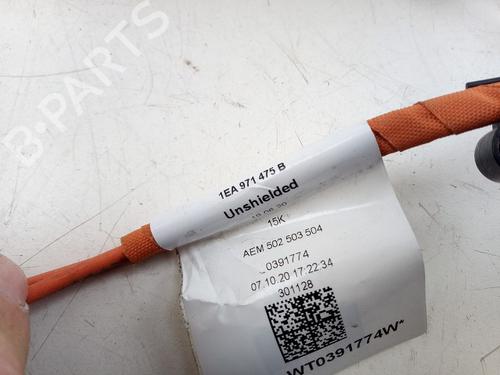 B-PARTS
1EA 971 475 B
Unshielded
15K
AEM 502 503 504
0391774
07.10.20 17:22:34
301128
WT0391774W*